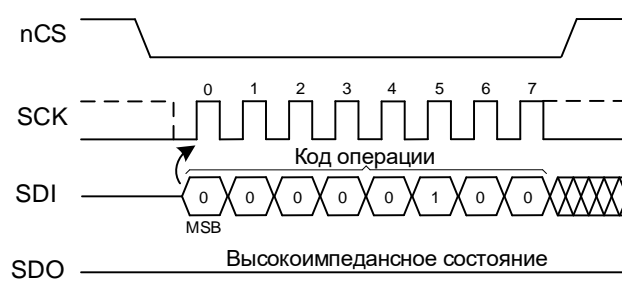 nCS
0 1 2 3 4 5 6 7
SCK
Код операции
SDI 0 0 0 0 0 1 0 0
MSB
Высокоимпедансное состояние
SDO